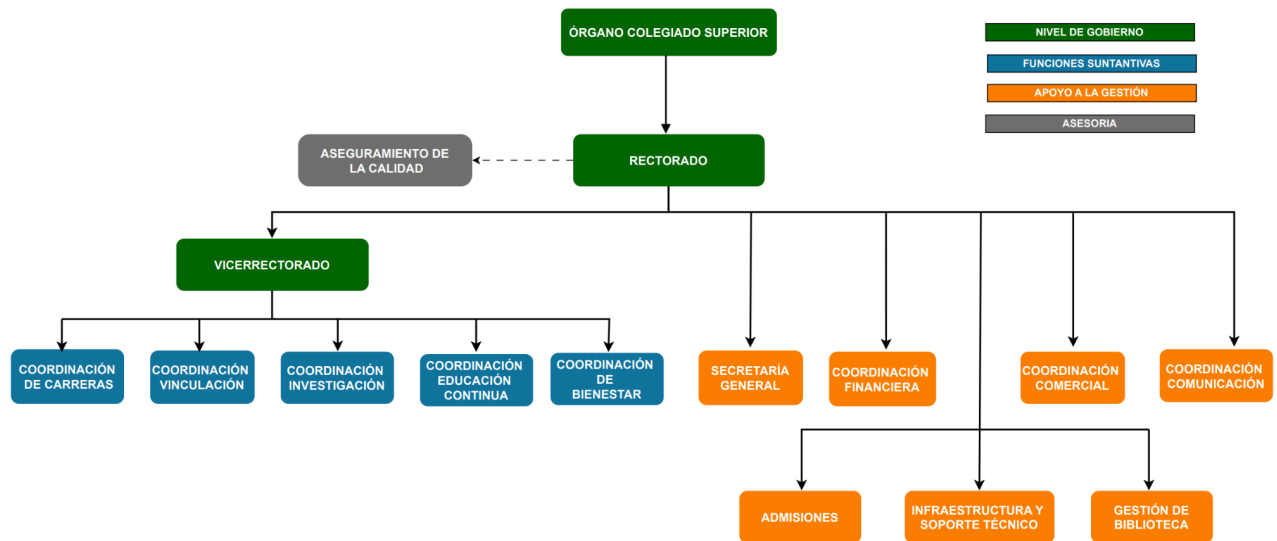 ÓRGANO COLEGIADO SUPERIOR
NIVEL DE GOBIERNO
FUNCIONES SUNTANTIVAS
APOYO A LA GESTIÓN
ASESORIA
ASEGURAMIENTO DE
LA CALIDAD
RECTORADO
VICERRECTORADO
COORDINACIÓN
DE CARRERAS
COORDINACIÓN
VINCULACIÓN
COORDINACIÓN
INVESTIGACIÓN
COORDINACIÓN
EDUCACIÓN
CONTINUA
COORDINACIÓN
DE
BIENESTAR
SECRETARÍA
GENERAL
COORDINACIÓN
FINANCIERA
COORDINACIÓN
COMERCIAL
COORDINACIÓN
COMUNICACIÓN
ADMISIONES
INFRAESTRUCTURA Y
SOPORTE TÉCNICO
GESTIÓN DE
BIBLIOTECA